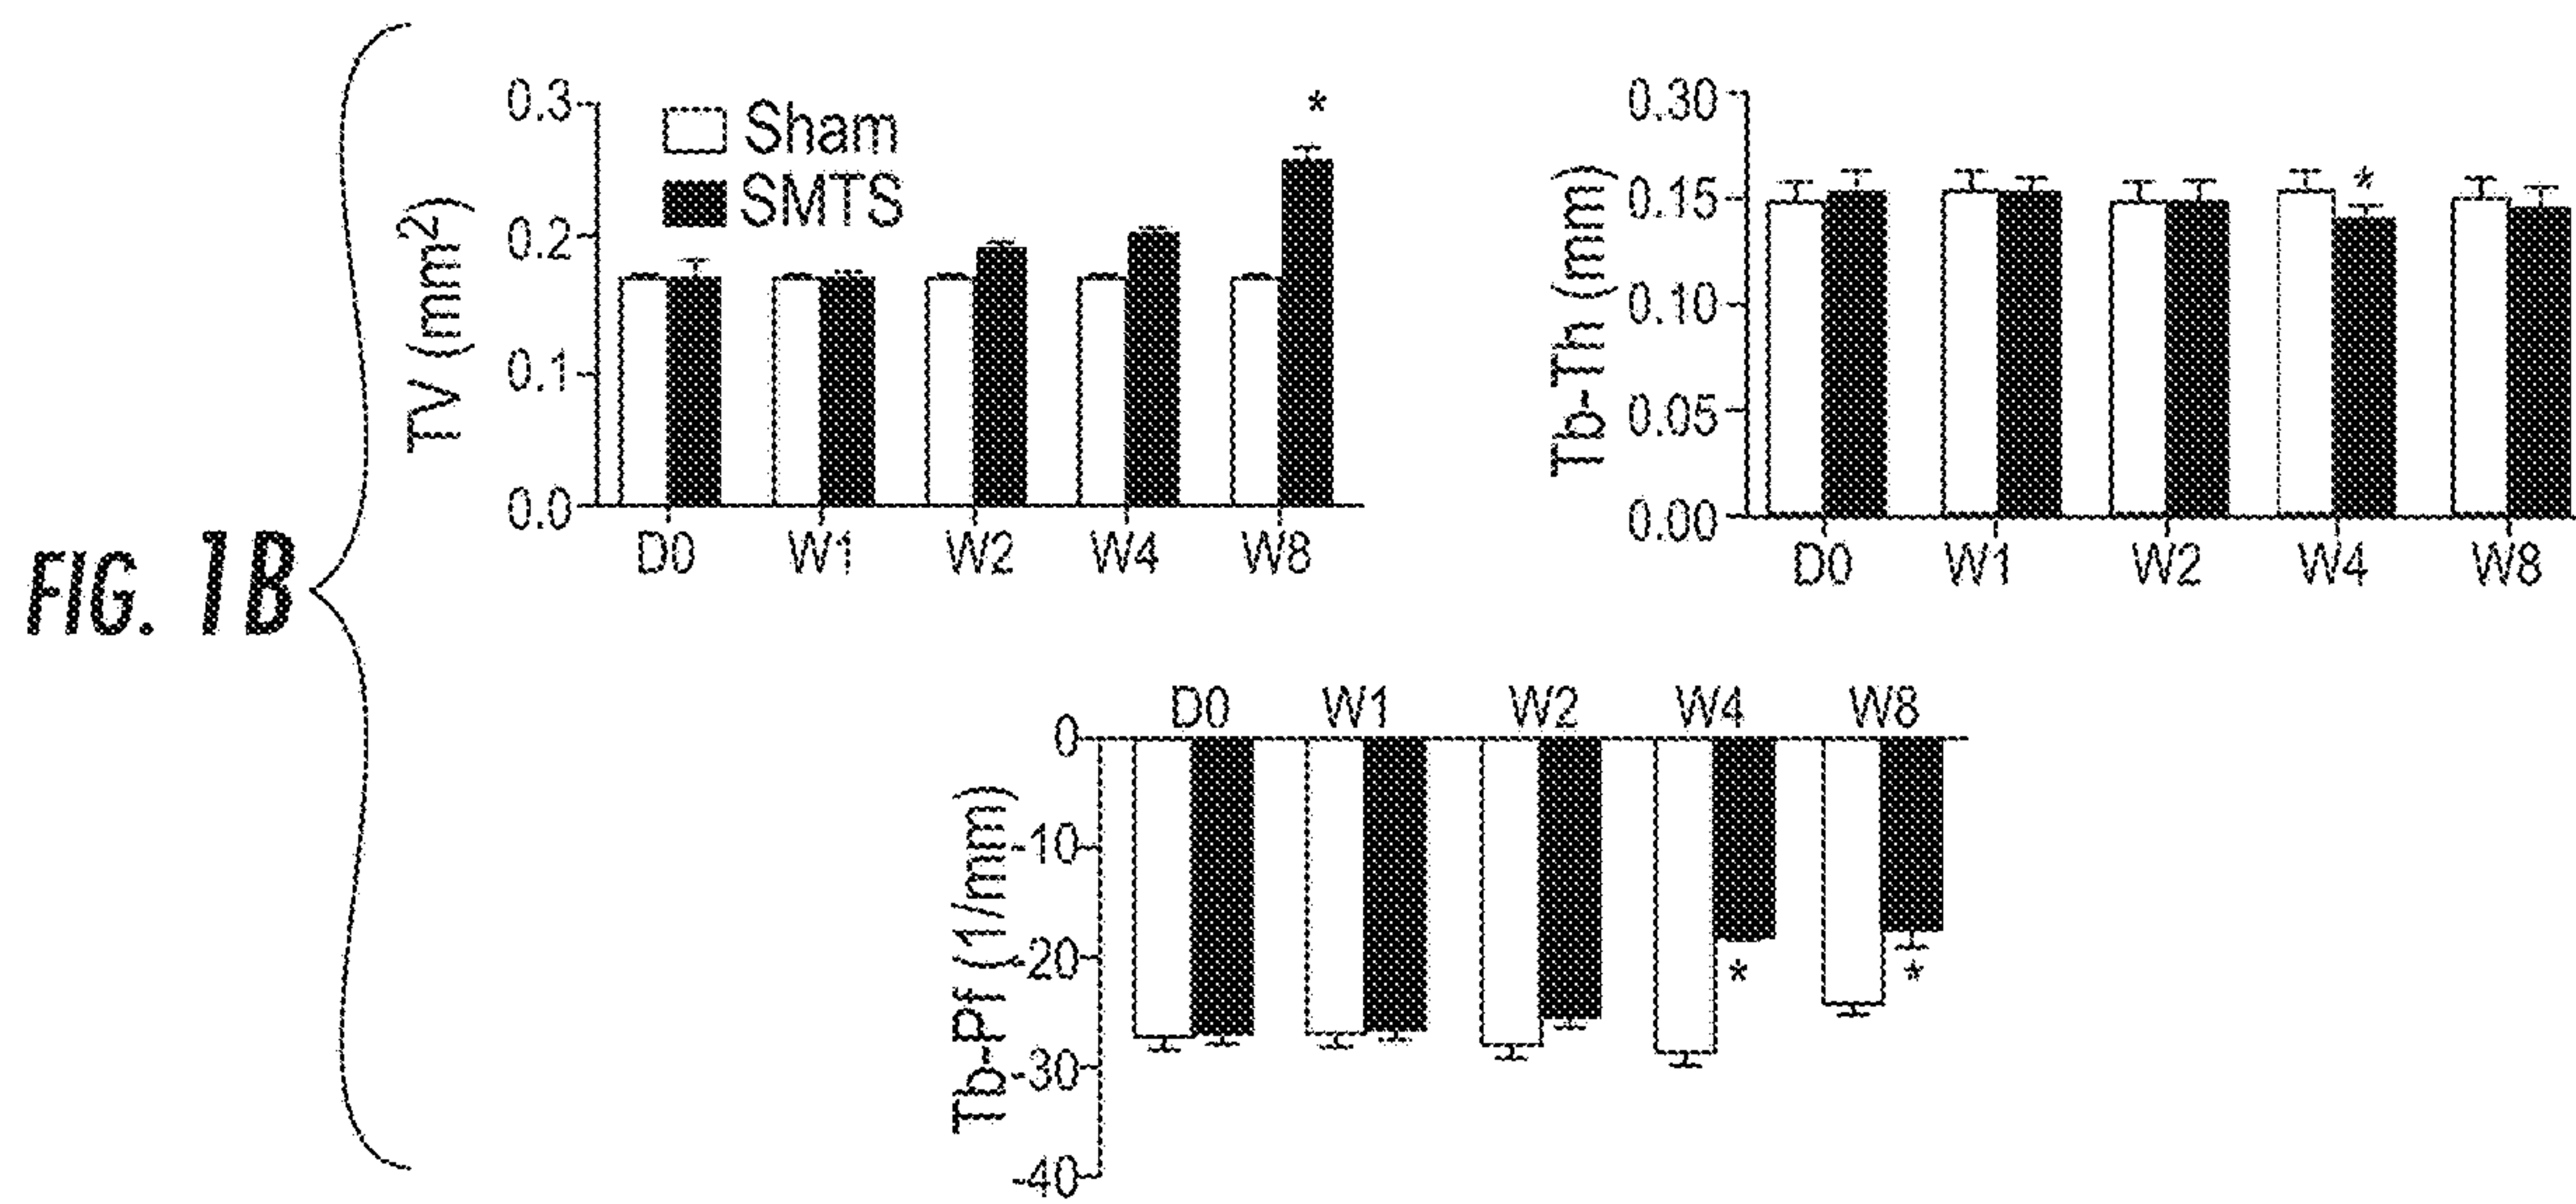 FIG. 1B
TV (mm²)
0.3
0.2
0.1
0.0
Sham
SMTS
*
D0 W1 W2 W4 W8
Tb-Th (mm)
0.30
0.15
0.10
0.05
0.00
*
D0 W1 W2 W4 W8
Tb-Pf (1/mm)
D0 W1 W2 W4 W8
0
-10
-20
-30
-40
* *